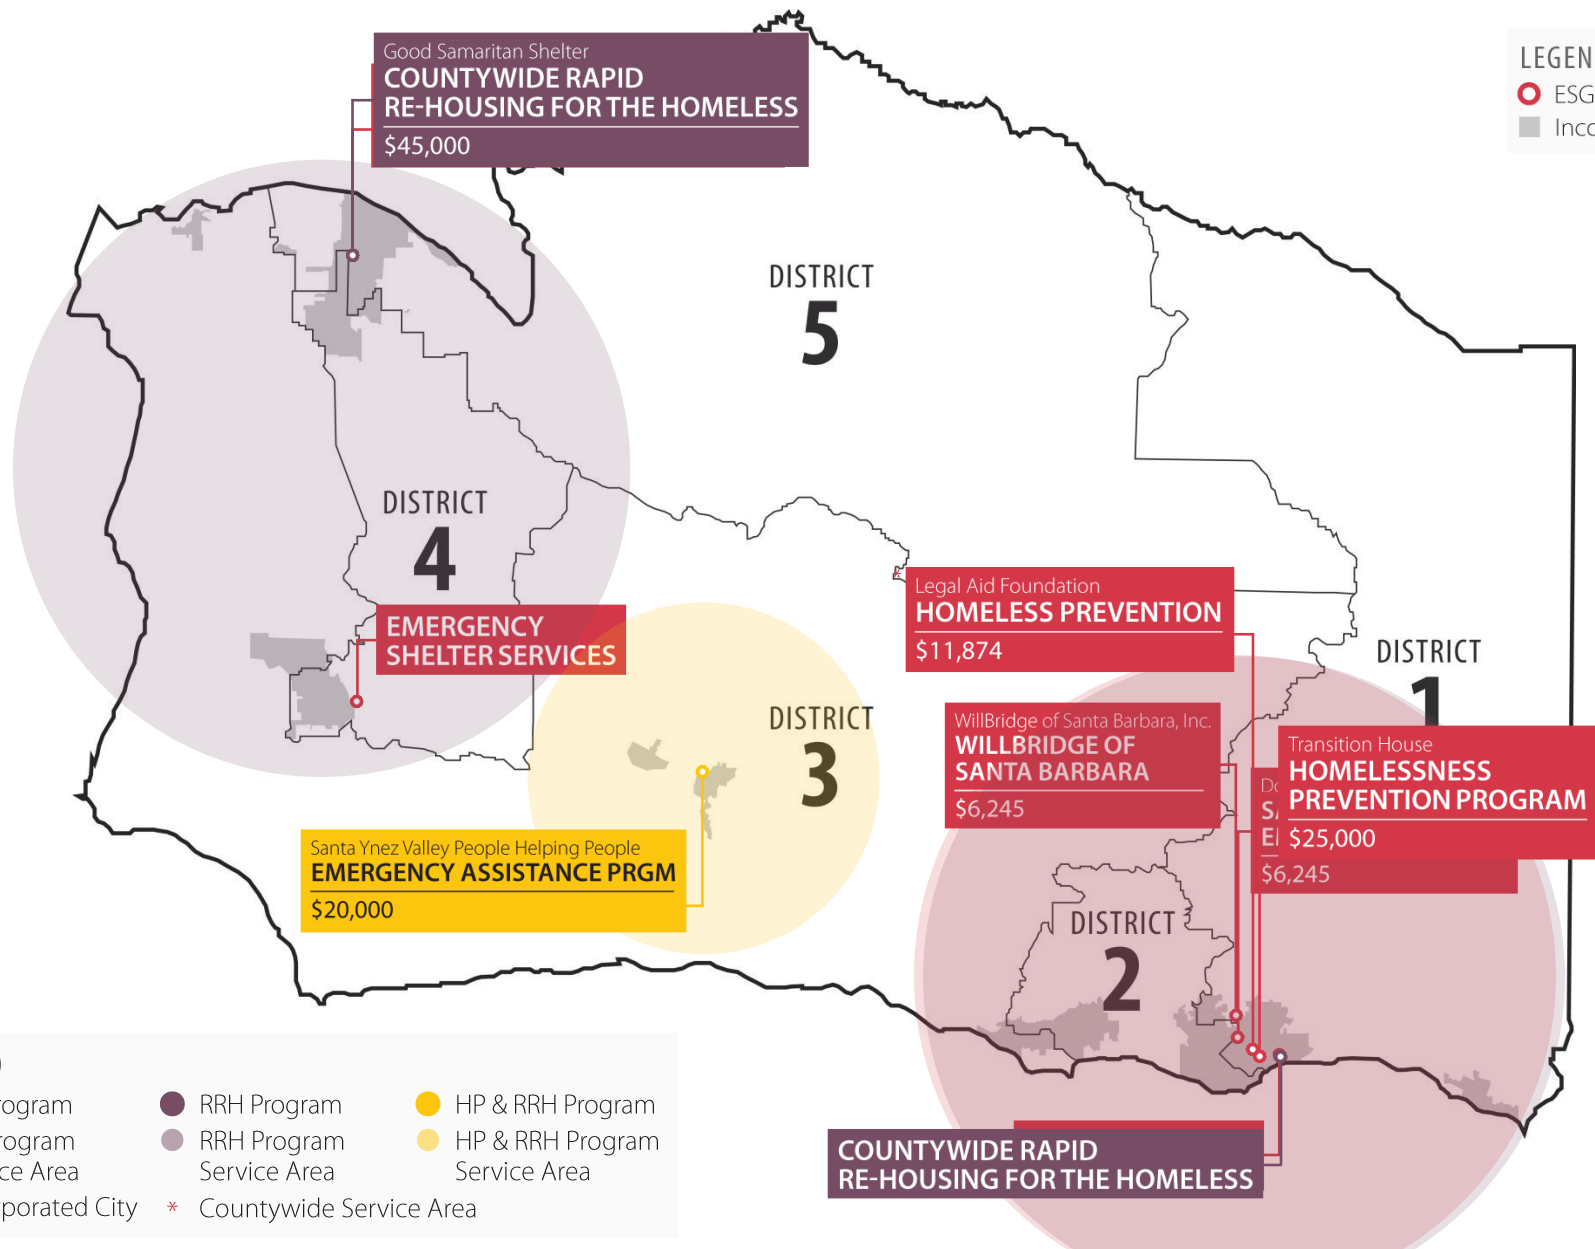 Good Samaritan Shelter
COUNTYWIDE RAPID
RE-HOUSING FOR THE HOMELESS
$45,000
LEGEN
ESG
Inco
DISTRICT
5
DISTRICT
4
EMERGENCY
SHELTER SERVICES
*
Legal Aid Foundation
HOMELESS PREVENTION
$11,874
DISTRICT
1
WillBridge of Santa Barbara, Inc.
WILLBRIDGE OF
SANTA BARBARA
$6,245
Transition House
HOMELESSNESS
PREVENTION PROGRAM
$25,000
$6,245
DISTRICT
3
Santa Ynez Valley People Helping People
EMERGENCY ASSISTANCE PRGM
$20,000
DISTRICT
2
COUNTYWIDE RAPID
RE-HOUSING FOR THE HOMELESS
rogram
rogram
ce Area
porated City
RRH Program
RRH Program
Service Area
* Countywide Service Area
HP & RRH Program
HP & RRH Program
Service Area